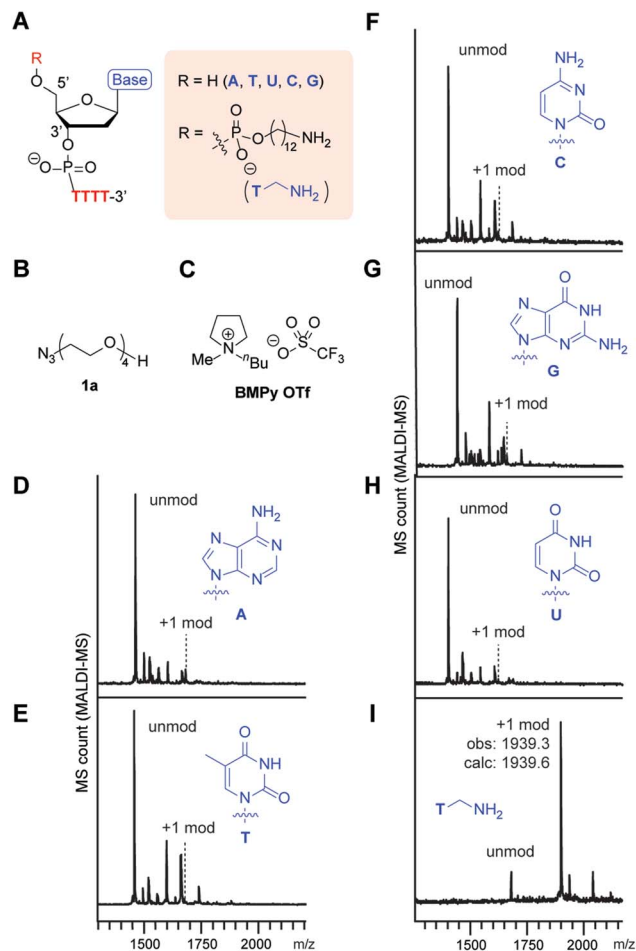 A
R
O
5'
Base
O
3'
O
⊖
O-P=O
TTTT-3'
R = H (A, T, U, C, G)
R =
O
P
O
12
NH2
O
⊖
(T NH2)
B
N3
O
H
4
1a
C
⊕
N
Me
nBu
O O
S
⊖
O
CF3
BMPy OTf
D
unmod
NH2
N
N
N
N
A
+1 mod
E
unmod
O
NH
N
O
T
+1 mod
MS count (MALDI-MS)
1500
1750
2000
m/z
F
unmod
NH2
N
N
O
C
+1 mod
G
unmod
O
N
NH
N
N
NH2
G
+1 mod
H
unmod
O
NH
N
O
U
+1 mod
I
+1 mod
obs: 1939.3
calc: 1939.6
T NH2
unmod
MS count (MALDI-MS)
1500
1750
2000
m/z